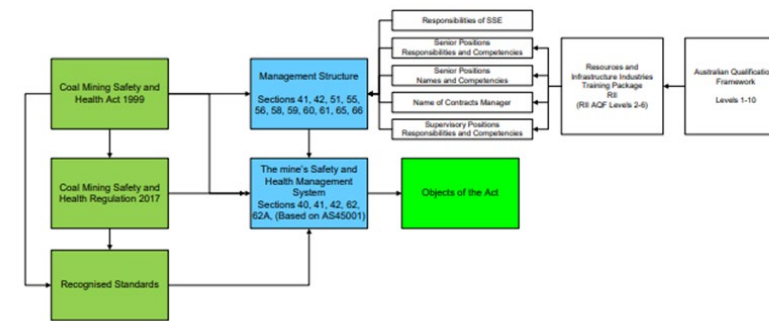 Coal Mining Safety and
Health Act 1999
Coal Mining Safety and
Health Regulation 2017
Recognised Standards
Management Structure
Sections 41, 42, 51, 55,
56, 58, 59, 60, 61, 65, 66
The mine's Safety and
Health Management
System
Sections 40, 41, 42, 62,
62A, (Based on AS45001)
Objects of the Act
Responsibilities of SSE
Senior Positions
Responsibilities and Competencies
Senior Positions
Names and Competencies
Name of Contracts Manager
Supervisory Positions
Responsibilities and Competencies
Resources and
Infrastructure Industries
Training Package
RII
(RII AQF Levels 2-6)
Australian Qualification
Framework
Levels 1-10